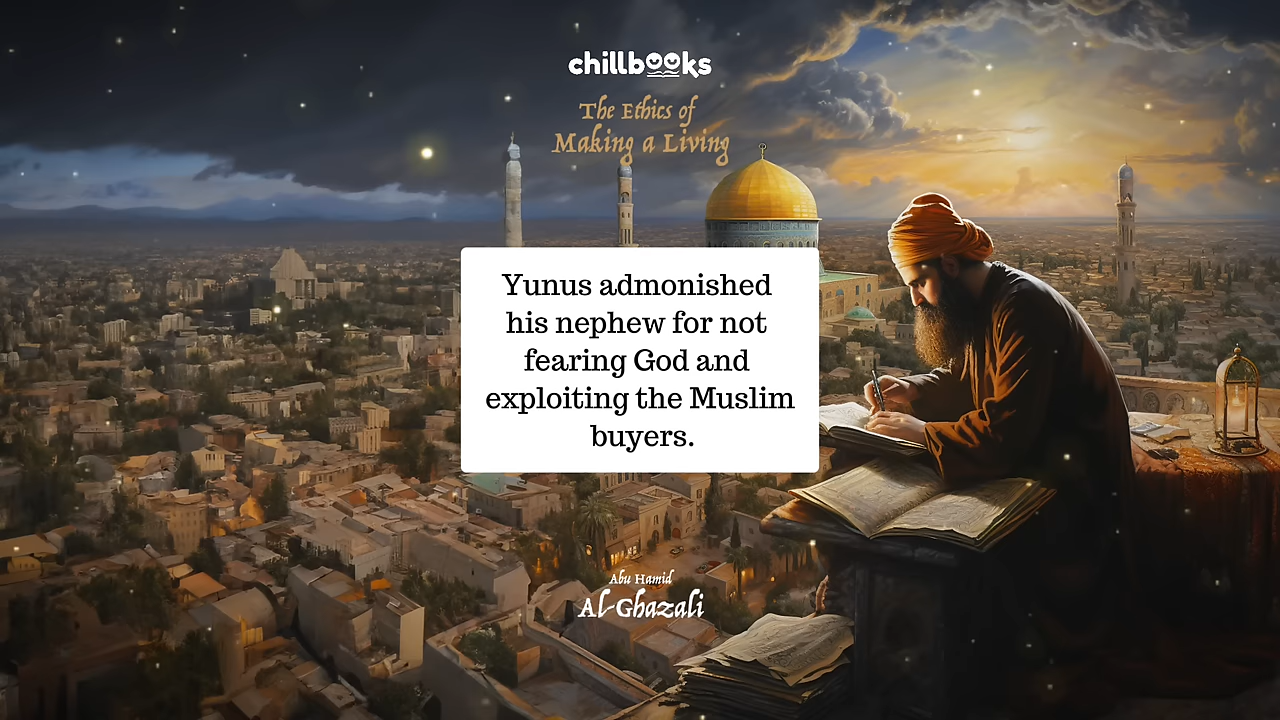 chillbooks
The Ethics of
Making a Living
Yunus admonished
his nephew for not
fearing God and
exploiting the Muslim
buyers.
Abu Hamid
Al-Ghazali